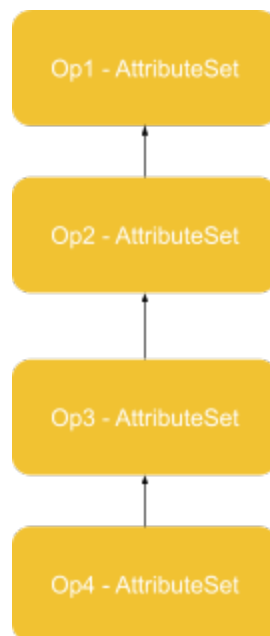 Op1 - AttributeSet
Op2 - AttributeSet
Op3 - AttributeSet
Op4 - AttributeSet